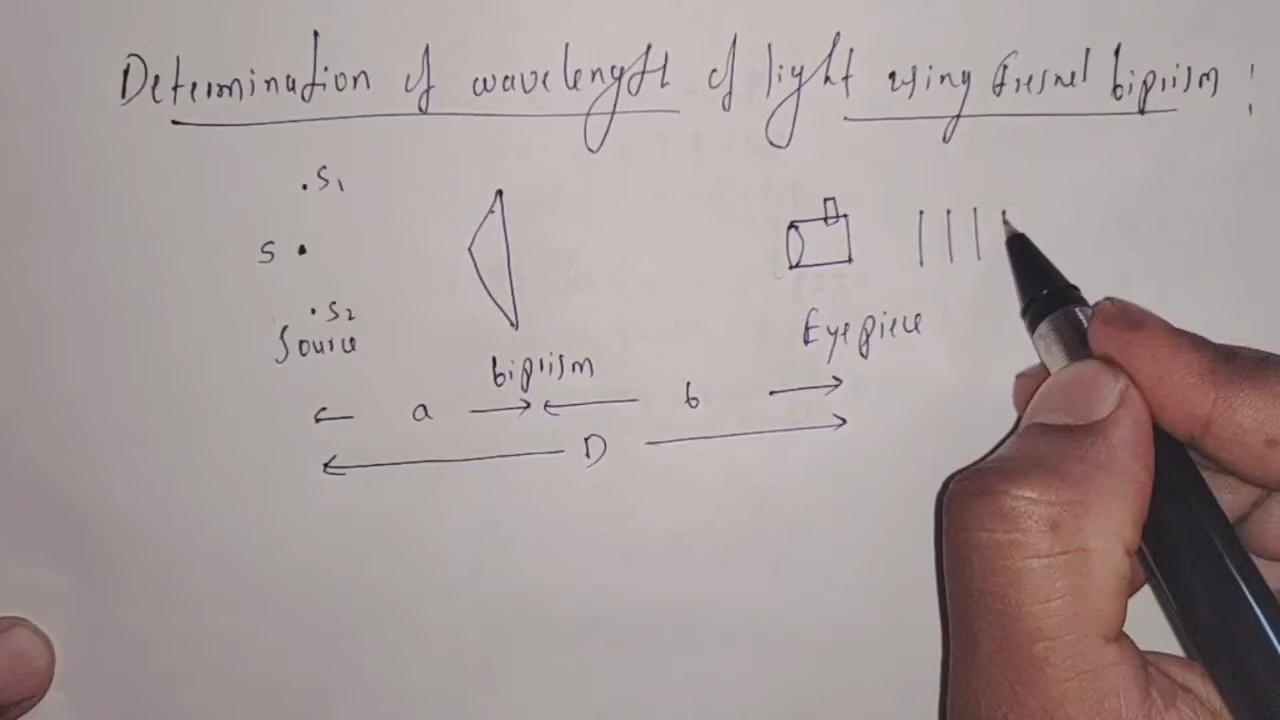 Determination of wavelength of light using Fresnel biprism :
.S1
S .
.S2
Source
biprism
Eyepiece
a
b
D